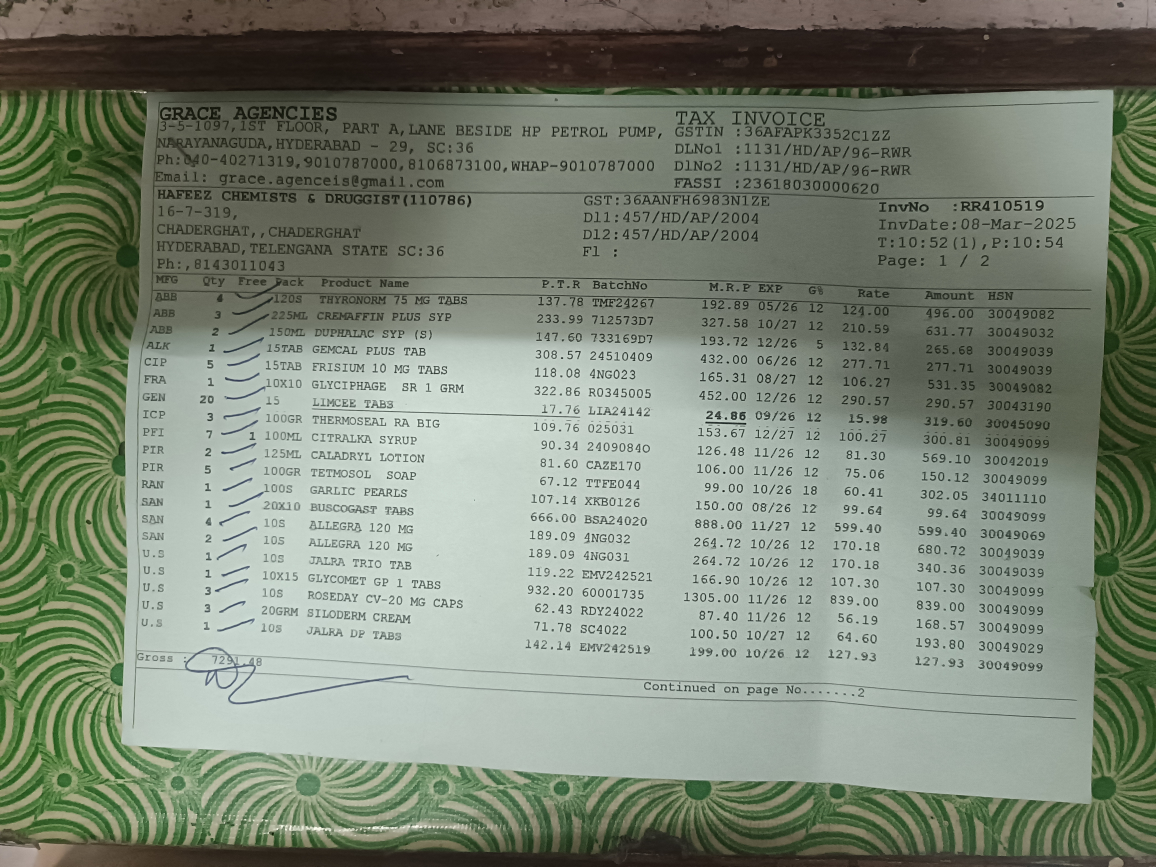 GRACE AGENCIES
3-5-1097,1ST FLOOR, PART A,LANE BESIDE HP PETROL PUMP,
NARAYANAGUDA,HYDERABAD - 29, SC:36
Ph:040-40271319,9010787000,8106873100,WHAP-9010787000
Email: grace.agenceis@gmail.com
TAX INVOICE
GSTIN :36AFAPK3352C1ZZ
DLNo1 :1131/HD/AP/96-RWR
DlNo2 :1131/HD/AP/96-RWR
FASSI :23618030000620
HAFEEZ CHEMISTS & DRUGGIST(110786)
16-7-319,
CHADERGHAT,,CHADERGHAT
HYDERABAD,TELENGANA STATE SC:36
Ph:,8143011043
GST:36AANFH6983N1ZE
Dl1:457/HD/AP/2004
Dl2:457/HD/AP/2004
Fl :
InvNo :RR410519
InvDate:08-Mar-2025
T:10:52(1),P:10:54
Page: 1 / 2
MFG Qty Free Pack Product Name P.T.R BatchNo M.R.P EXP G% Rate Amount HSN
ABB 4 120S THYRONORM 75 MG TABS 137.78 TMF24267 192.89 05/26 12 124.00 496.00 30049082
ABB 3 225ML CREMAFFIN PLUS SYP 233.99 712573D7 327.58 10/27 12 210.59 631.77 30049032
ABB 2 150ML DUPHALAC SYP (S) 147.60 733169D7 193.72 12/26 5 132.84 265.68 30049039
ALK 1 15TAB GEMCAL PLUS TAB 308.57 24510409 432.00 06/26 12 277.71 277.71 30049039
CIP 5 15TAB FRISIUM 10 MG TABS 118.08 4NG023 165.31 08/27 12 106.27 531.35 30049082
FRA 1 10X10 GLYCIPHAGE SR 1 GRM 322.86 R0345005 452.00 12/26 12 290.57 290.57 30043190
GEN 20 15 LIMCEE TABS 17.76 LIA24142 24.86 09/26 12 15.98 319.60 30045090
ICP 3 100GR THERMOSEAL RA BIG 109.76 025031 153.67 12/27 12 100.27 300.81 30049099
PFI 7 1 100ML CITRALKA SYRUP 90.34 24090840 126.48 11/26 12 81.30 569.10 30042019
PIR 2 125ML CALADRYL LOTION 81.60 CAZE170 106.00 11/26 12 75.06 150.12 30049099
PIR 5 100GR TETMOSOL SOAP 67.12 TTFE044 99.00 10/26 18 60.41 302.05 34011110
RAN 1 100S GARLIC PEARLS 107.14 XKB0126 150.00 08/26 12 99.64 99.64 30049099
SAN 1 20X10 BUSCOGAST TABS 666.00 BSA24020 888.00 11/27 12 599.40 599.40 30049069
SAN 4 10S ALLEGRA 120 MG 189.09 4NG032 264.72 10/26 12 170.18 680.72 30049039
SAN 2 10S ALLEGRA 120 MG 189.09 4NG031 264.72 10/26 12 170.18 340.36 30049039
U.S 1 10S JALRA TRIO TAB 119.22 EMV242521 166.90 10/26 12 107.30 107.30 30049099
U.S 1 10X15 GLYCOMET GP 1 TABS 932.20 60001735 1305.00 11/26 12 839.00 839.00 30049099
U.S 3 10S ROSEDAY CV-20 MG CAPS 62.43 RDY24022 87.40 11/26 12 56.19 168.57 30049099
U.S 3 20GRM SILODERM CREAM 71.78 SC4022 100.50 10/27 12 64.60 193.80 30049029
U.S 1 10S JALRA DP TABS 142.14 EMV242519 199.00 10/26 12 127.93 127.93 30049099
Gross : 7291.48
Continued on page No.......2